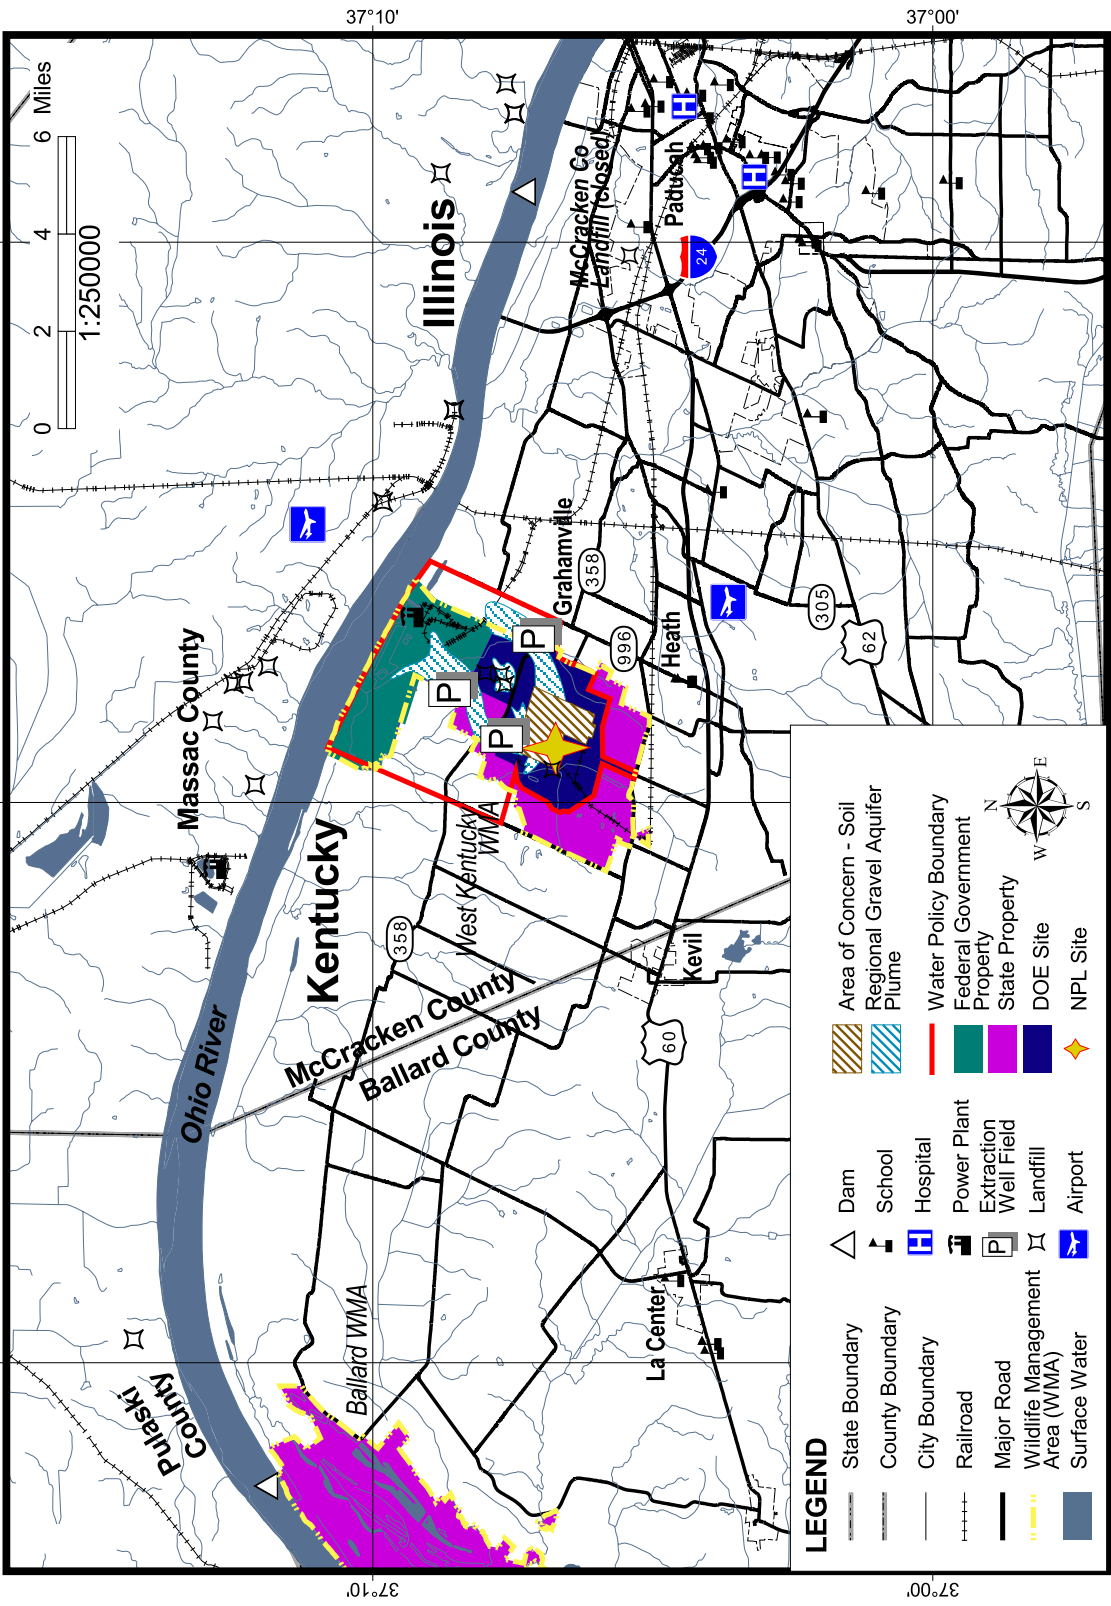 37°10'
37°00'
0 2 4 6 Miles
1:250000
Illinois
Massac County
Pulaski
County
Ohio River
Kentucky
McCracken Co
Landfill (closed)
Paducah
24
Grahamville
358
996
Heath
305
62
West Kentucky
WMA
358
McCracken County
Ballard County
Kevil
60
Ballard WMA
La Center
P
P
P
H
H
LEGEND
State Boundary
County Boundary
City Boundary
Railroad
Major Road
Wildlife Management
Area (WMA)
Surface Water
Dam
School
H Hospital
Power Plant
P Extraction
Well Field
Landfill
Airport
Area of Concern - Soil
Regional Gravel Aquifer
Plume
Water Policy Boundary
Federal Government
Property
State Property
DOE Site
NPL Site
N
E
S
W
37°10'
37°00'